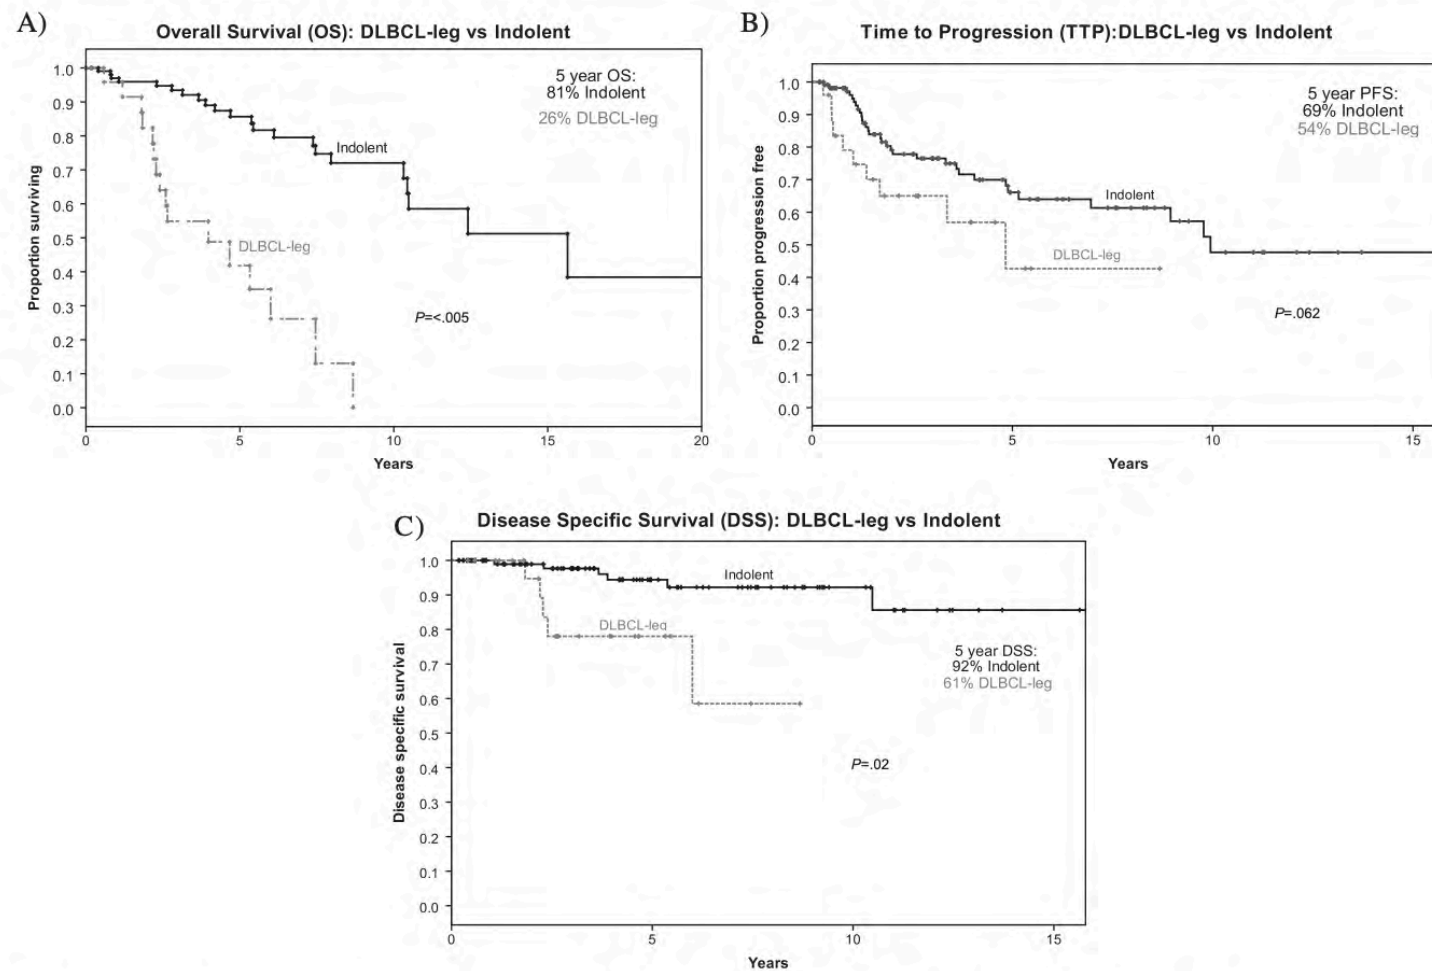 A)
Overall Survival (OS): DLBCL-leg vs Indolent
1.0
0.9
0.8
0.7
0.6
0.5
0.4
0.3
0.2
0.1
0.0
Proportion surviving
5 year OS:
81% Indolent
26% DLBCL-leg
Indolent
DLBCL-leg
P=<.005
0 5 10 15 20
Years
B)
Time to Progression (TTP):DLBCL-leg vs Indolent
1.0
0.9
0.8
0.7
0.6
0.5
0.4
0.3
0.2
0.1
0.0
Proportion progression free
5 year PFS:
69% Indolent
54% DLBCL-leg
Indolent
DLBCL-leg
P=.062
0 5 10 15
Years
C)
Disease Specific Survival (DSS): DLBCL-leg vs Indolent
1.0
0.9
0.8
0.7
0.6
0.5
0.4
0.3
0.2
0.1
0.0
Disease specific survival
Indolent
DLBCL-leg
5 year DSS:
92% Indolent
61% DLBCL-leg
P=.02
0 5 10 15
Years